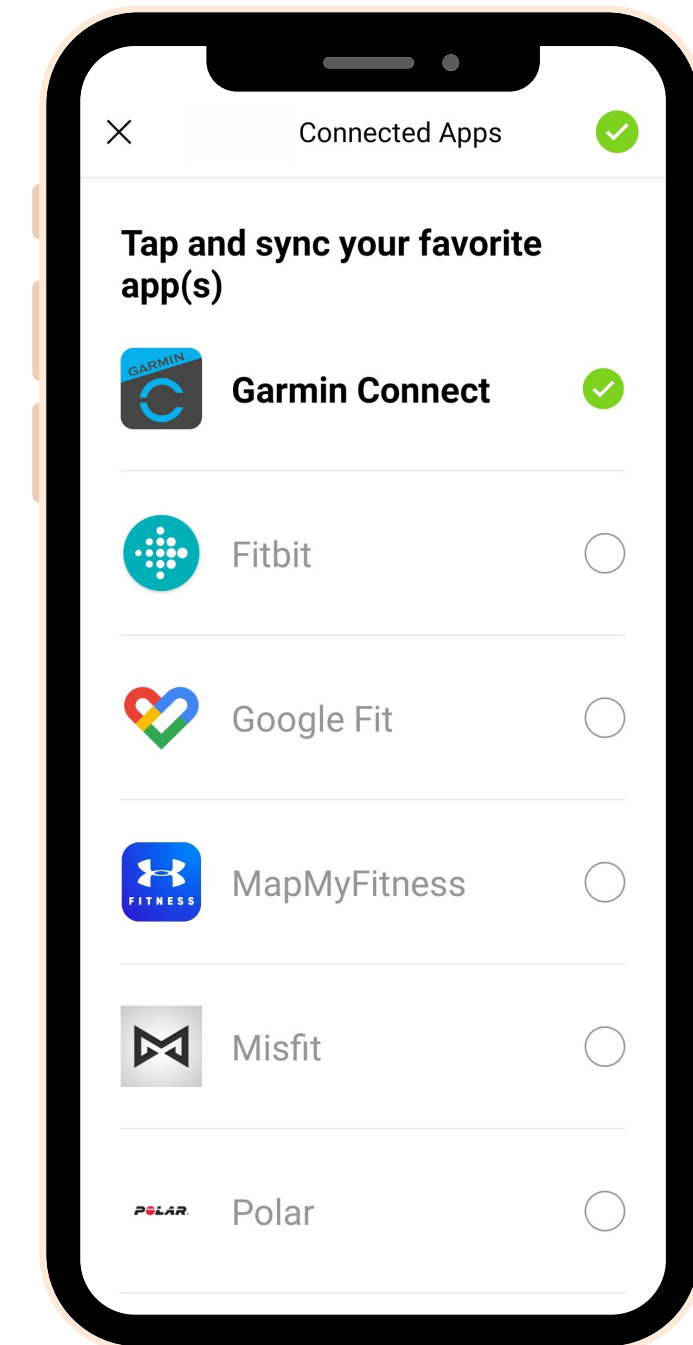 Connected Apps
Tap and sync your favorite
app(s)
GARMIN
Garmin Connect
Fitbit
Google Fit
FITNESS
MapMyFitness
Misfit
POLAR
Polar